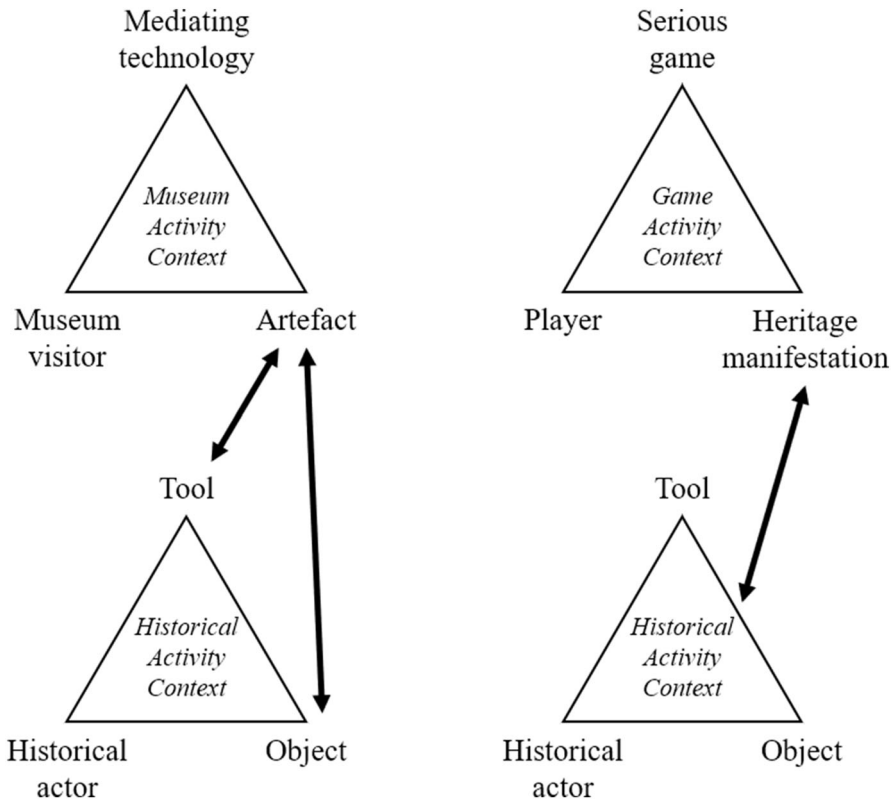 Mediating
technology
Museum
Activity
Context
Museum
visitor
Artefact
Tool
Historical
Activity
Context
Historical
actor
Object
Serious
game
Game
Activity
Context
Player
Heritage
manifestation
Tool
Historical
Activity
Context
Historical
actor
Object